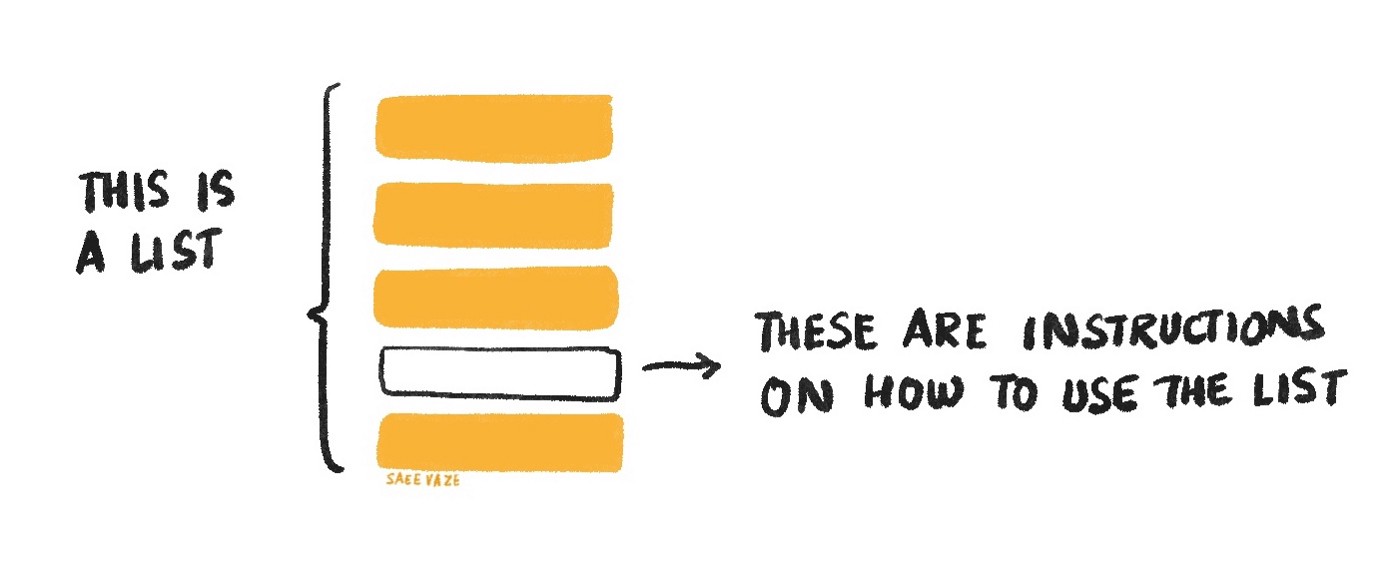 THIS IS
A LIST
THESE ARE INSTRUCTIONS
ON HOW TO USE THE LIST
SAEE VAZE